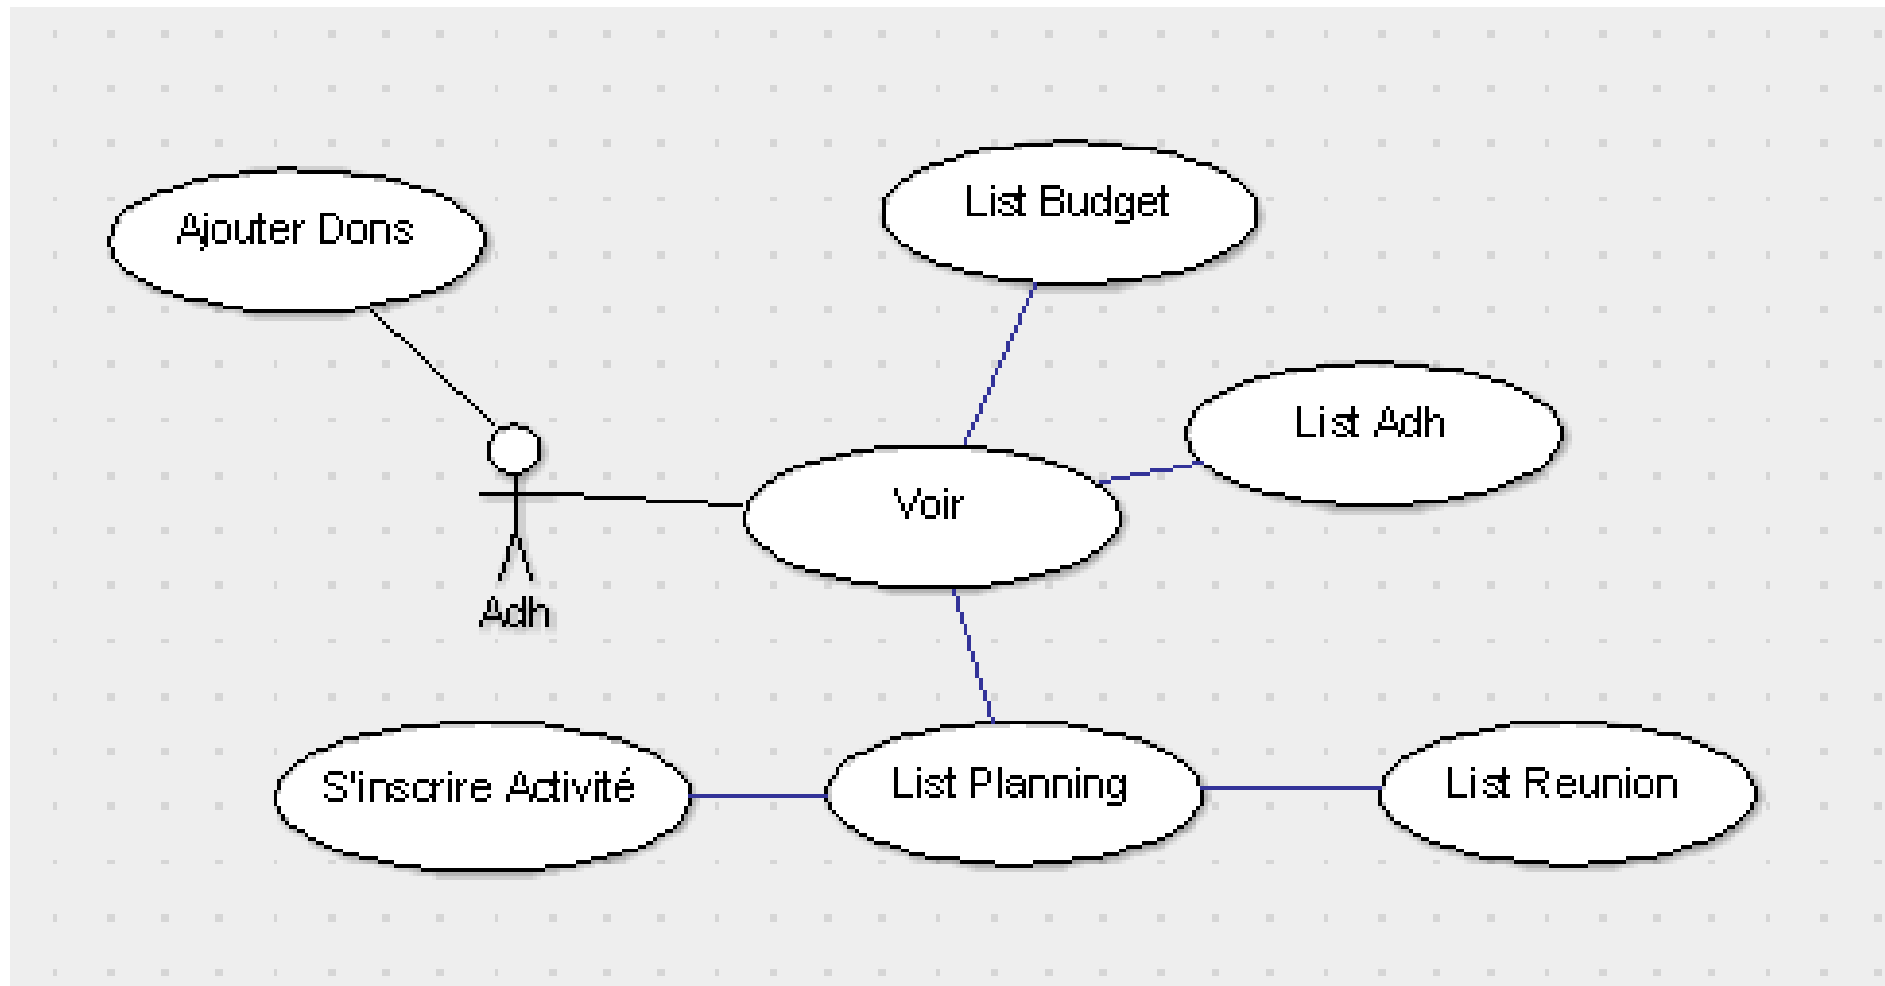 List Budget
Ajouter Dons
List Adh
Voir
Adh
S'inscrire Activité
List Planning
List Reunion